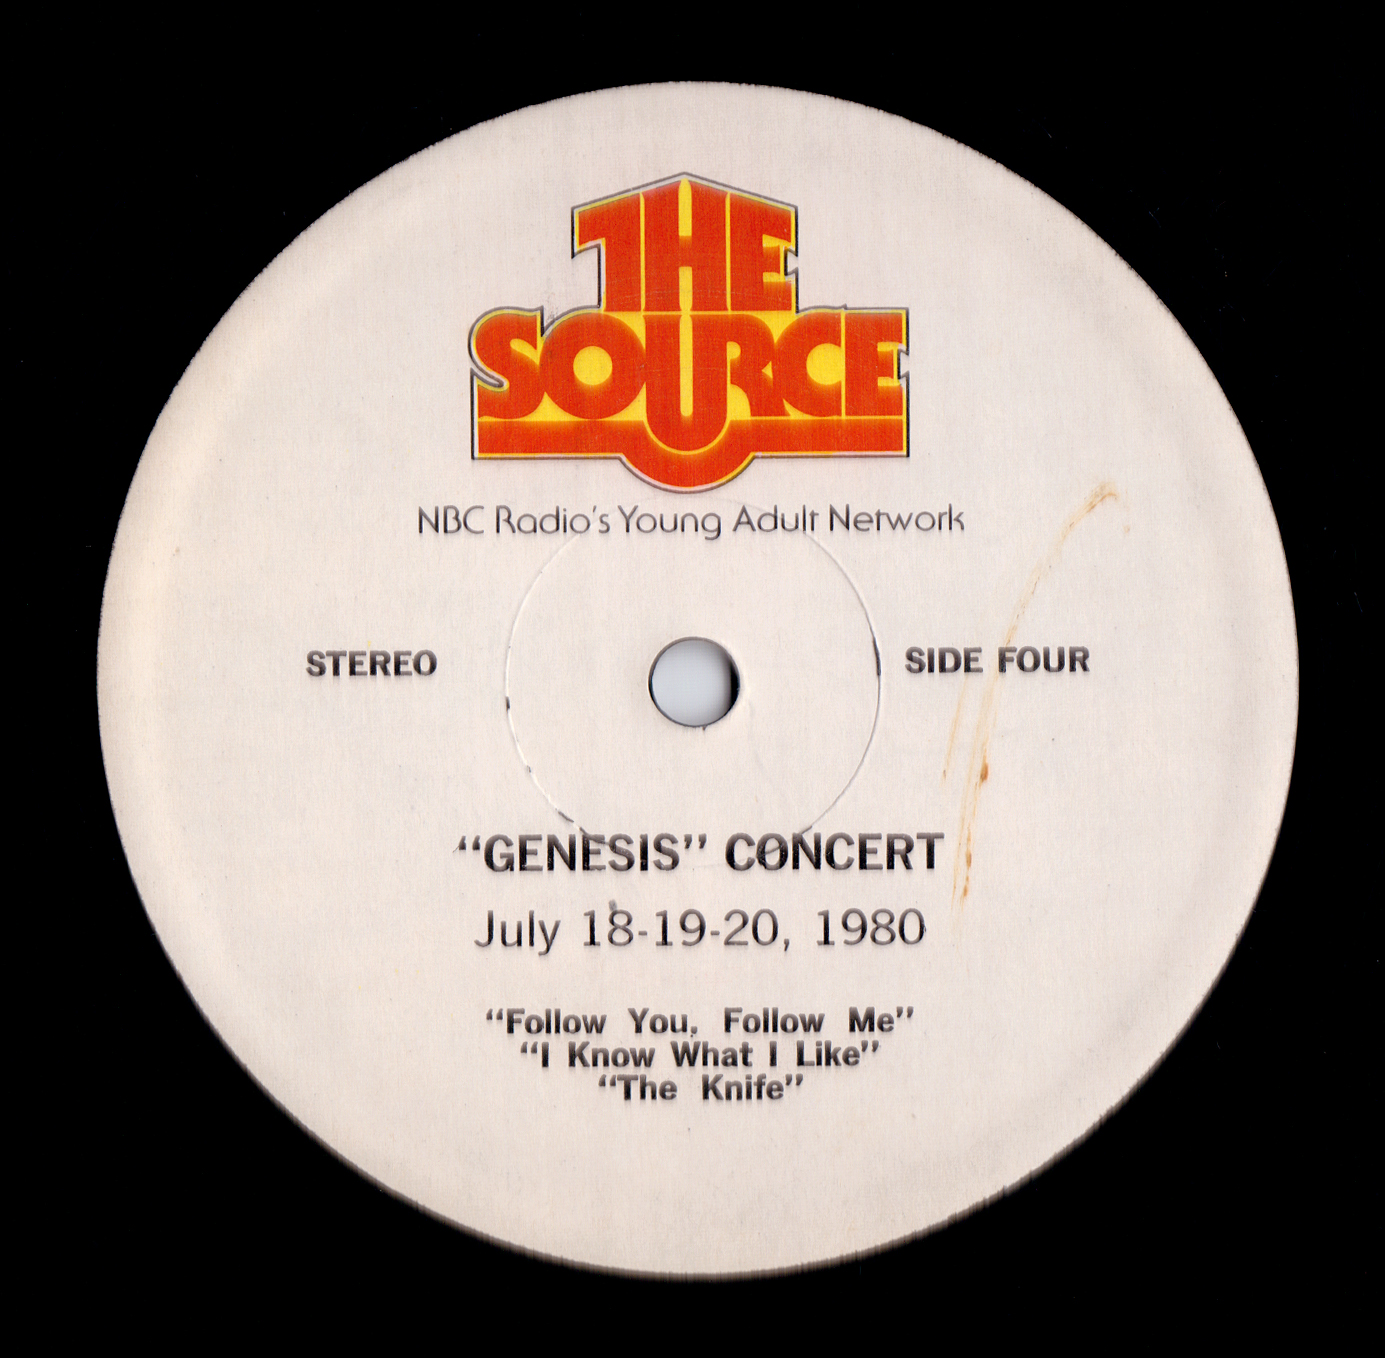 THE
SOURCE
NBC Radio's Young Adult Network
STEREO
SIDE FOUR
“GENESIS” CONCERT
July 18-19-20, 1980
“Follow You, Follow Me”
“I Know What I Like”
“The Knife”